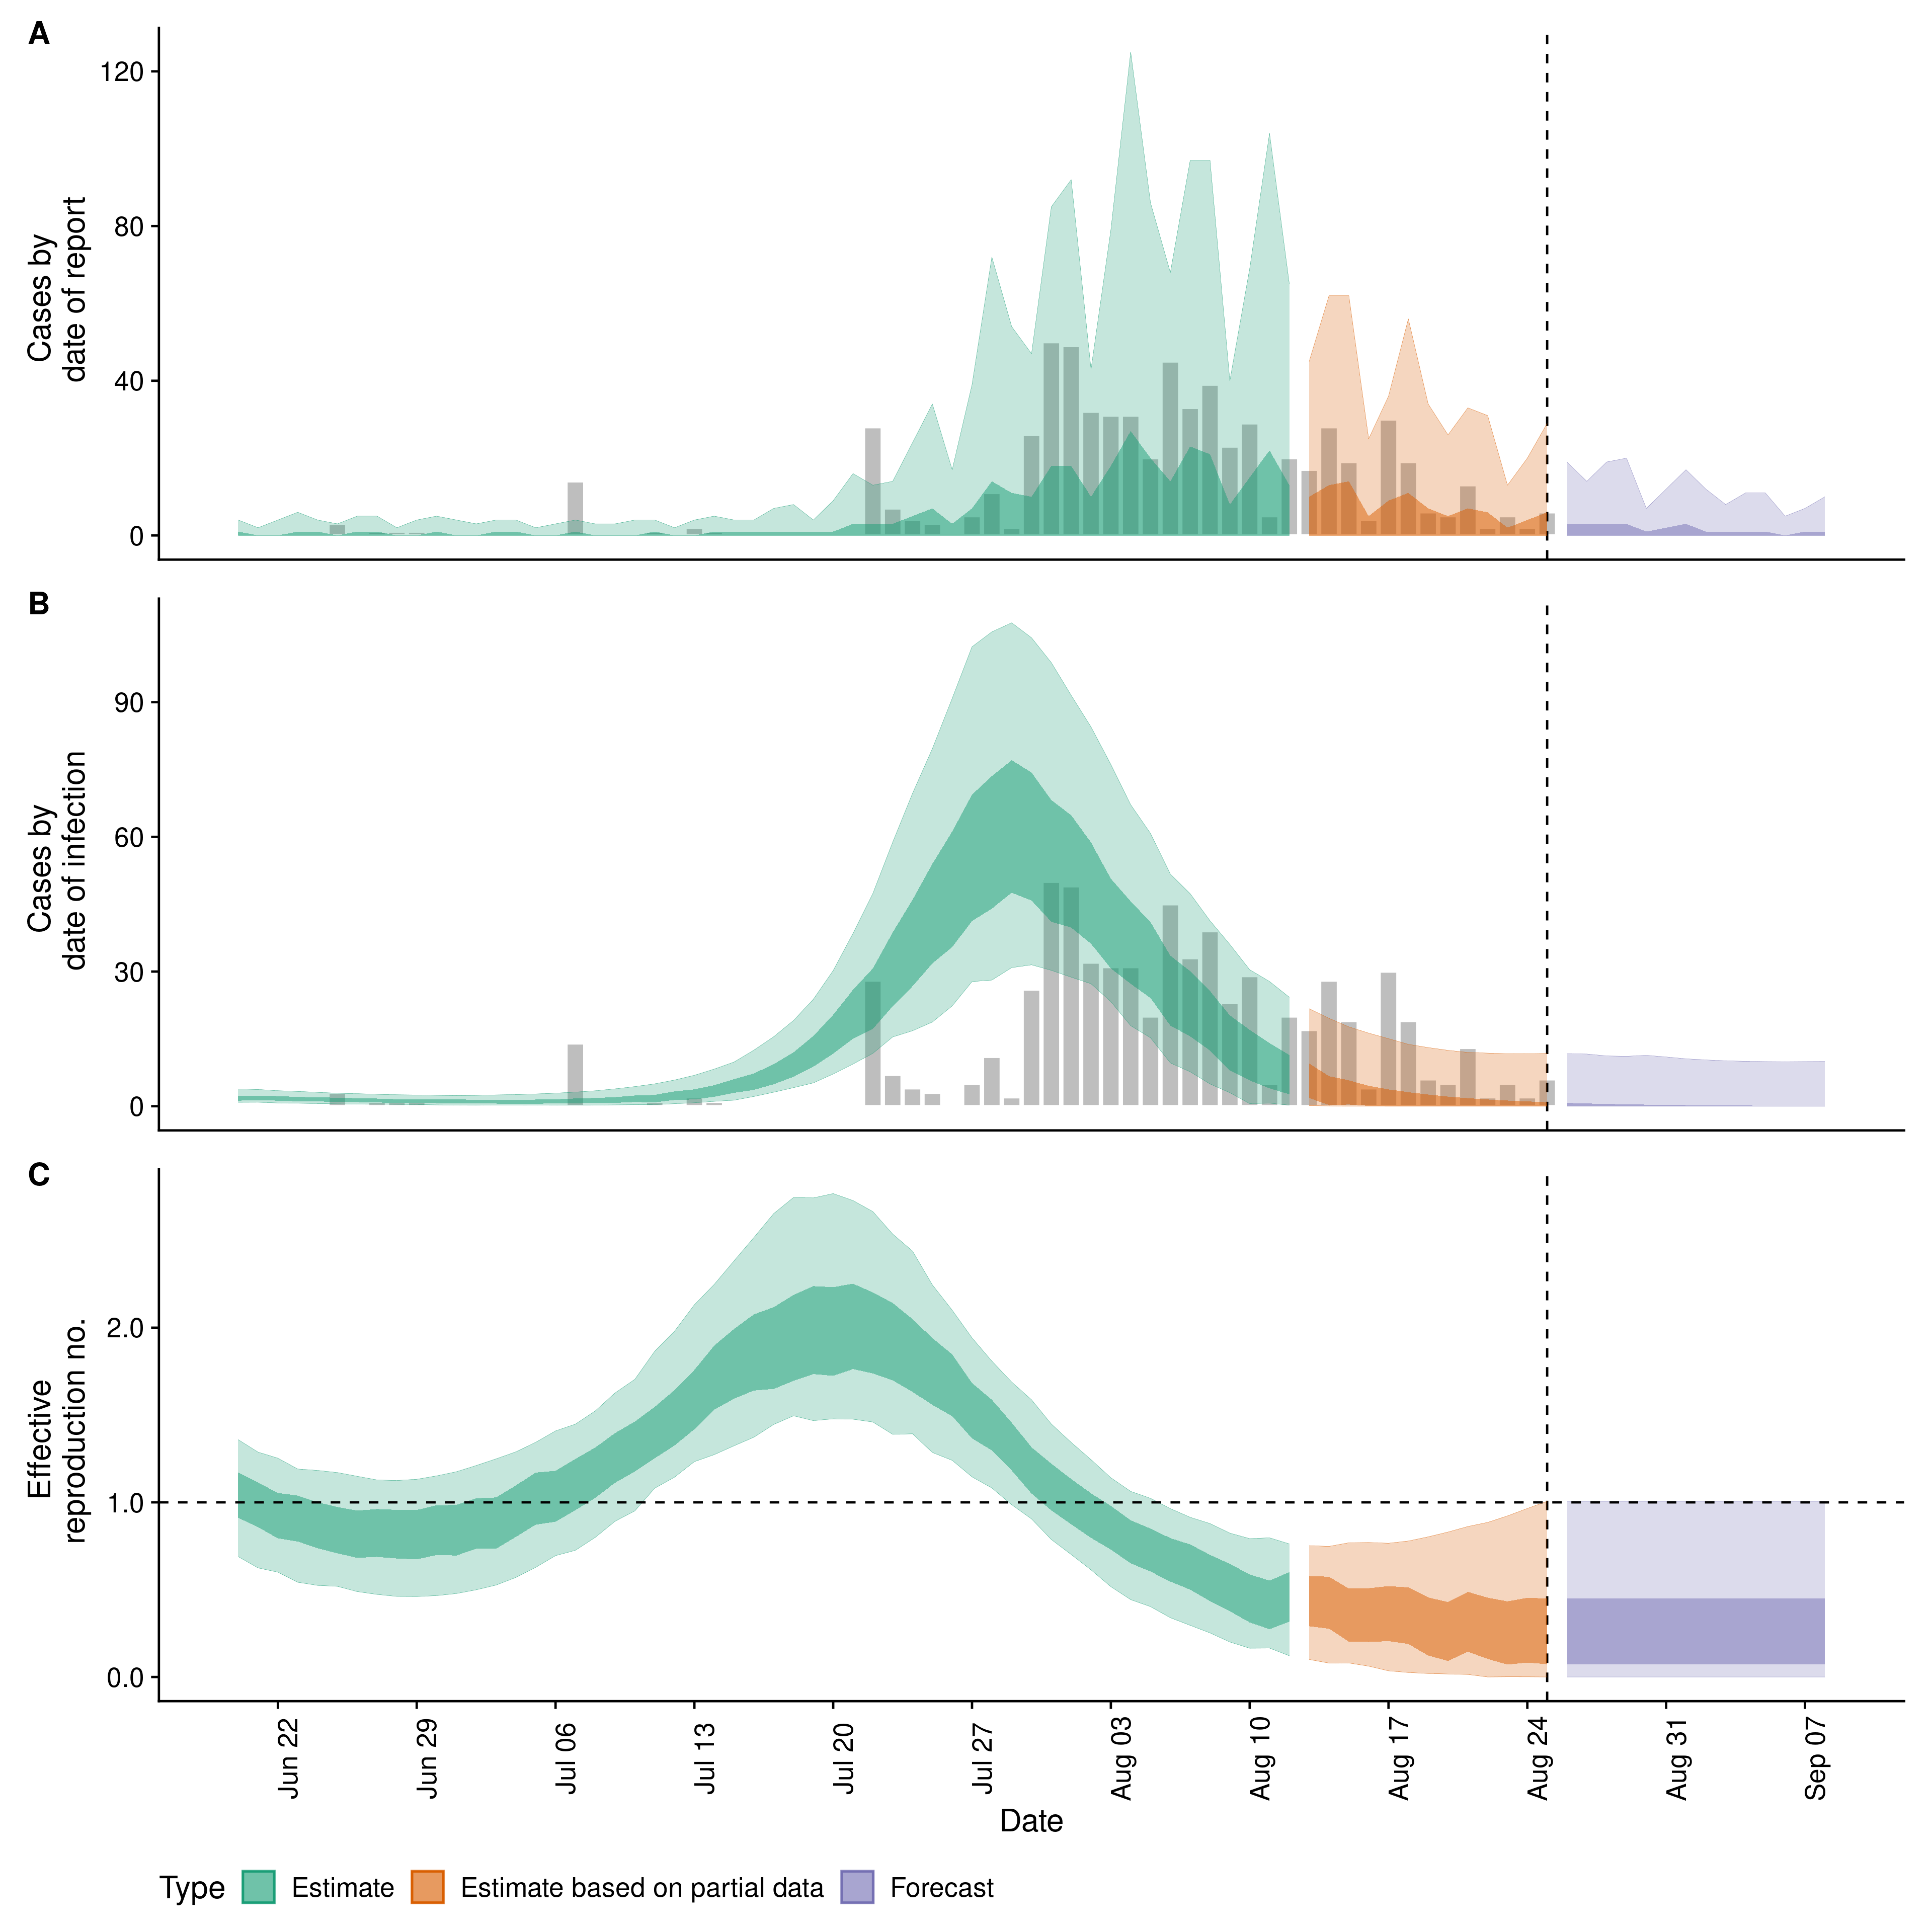 A
Cases by
date of report
120
80
40
0
B
Cases by
date of infection
90
60
30
0
C
Effective
reproduction no.
2.0
1.0
0.0
Jun 22
Jun 29
Jul 06
Jul 13
Jul 20
Jul 27
Aug 03
Aug 10
Aug 17
Aug 24
Aug 31
Sep 07
Date
Type Estimate Estimate based on partial data Forecast